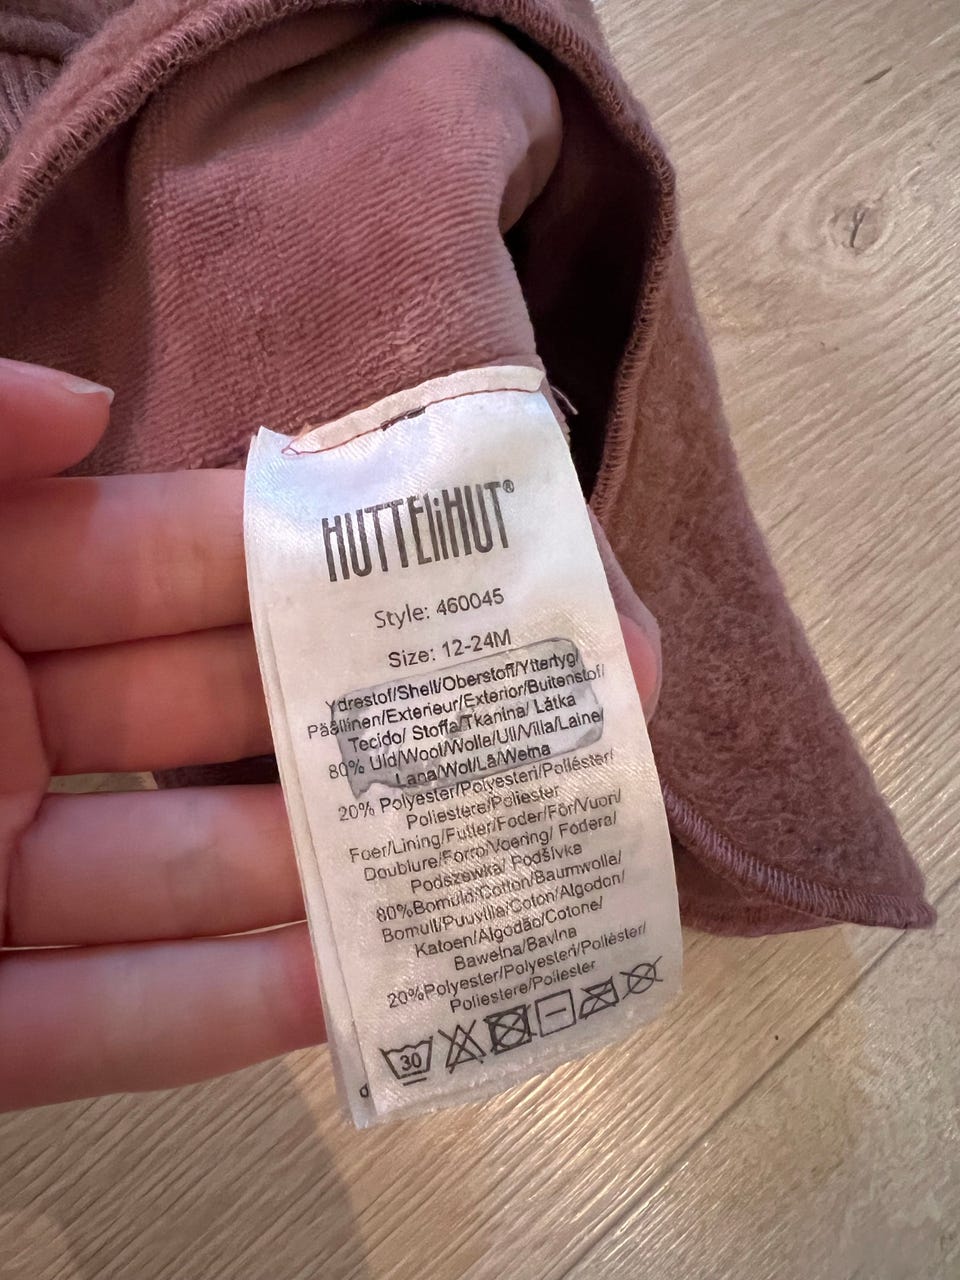 HUTTEliHUT®
Style: 460045
Size: 12-24M
Ydrestof/Shell/Oberstoff/Yttertyg/
Päällinen/Exterieur/Exterior/Buitenstof/
Tecido/ Stoffa/Tkanina/ Látka
80% Uld/Wool/Wolle/Ull/Villa/Laine/
Lana/Wol/Lã/Wełna
20% Polyester/Polyesteri/Poliéster/
Poliestere/Poliester
Foer/Lining/Futter/Foder/För/Vuori/
Doublure/Forro/Voering/ Fodera/
Podszewka/ Podšívka
80%Bomuld/Cotton/Baumwolle/
Bomull/Puuvilla/Coton/Algodon/
Katoen/Algodão/Cotone/
Bawełna/Bavlna
20%Polyester/Polyesteri/Poliéster/
Poliestere/Poliester
30